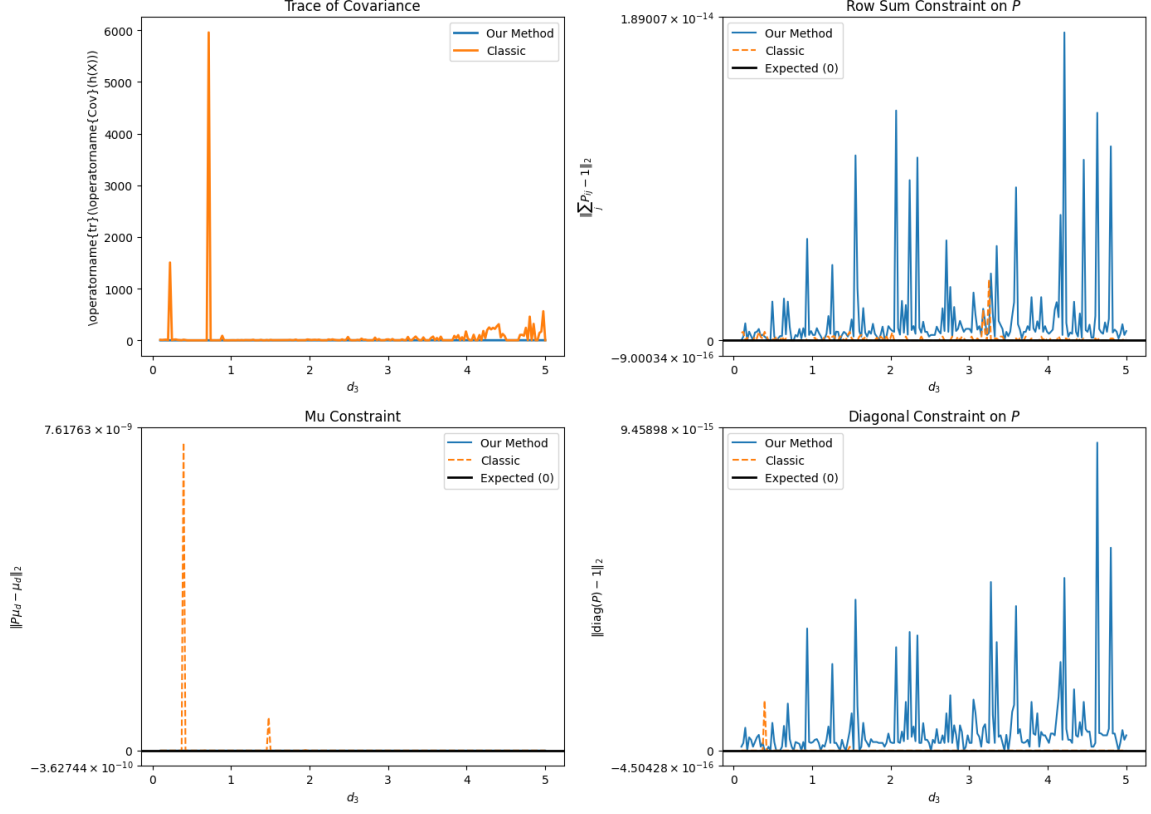 Trace of Covariance
6000
5000
4000
3000
2000
1000
0
\operatorname{tr}(\operatorname{Cov}(h(X)))
Our Method
Classic
0 1 2 3 4 5
d₃
Row Sum Constraint on P
1.89007 × 10⁻¹⁴
0
−9.00034 × 10⁻¹⁶
‖∑ⱼ Pᵢⱼ − 1‖₂
Our Method
Classic
Expected (0)
0 1 2 3 4 5
d₃
Mu Constraint
7.61763 × 10⁻⁹
0
−3.62744 × 10⁻¹⁰
‖Pμ_d − μ_d‖₂
Our Method
Classic
Expected (0)
0 1 2 3 4 5
d₃
Diagonal Constraint on P
9.45898 × 10⁻¹⁵
0
−4.50428 × 10⁻¹⁶
‖diag(P) − 1‖₂
Our Method
Classic
Expected (0)
0 1 2 3 4 5
d₃